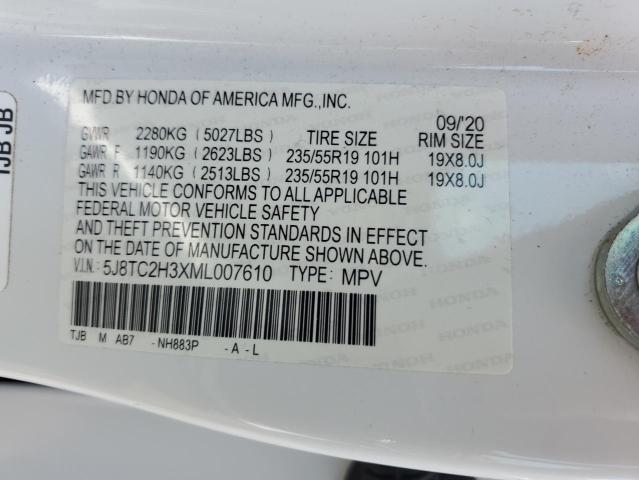 MFD.BY HONDA OF AMERICA MFG.,INC.
09/'20
GVWR 2280KG (5027LBS) TIRE SIZE RIM SIZE
GAWR F 1190KG (2623LBS) 235/55R19 101H 19X8.0J
GAWR R 1140KG (2513LBS) 235/55R19 101H 19X8.0J
THIS VEHICLE CONFORMS TO ALL APPLICABLE
FEDERAL MOTOR VEHICLE SAFETY
AND THEFT PREVENTION STANDARDS IN EFFECT
ON THE DATE OF MANUFACTURE SHOWN ABOVE.
V.I.N.: 5J8TC2H3XML007610 TYPE: MPV
TJB M AB7 -NH883P -A-L
TJB JB